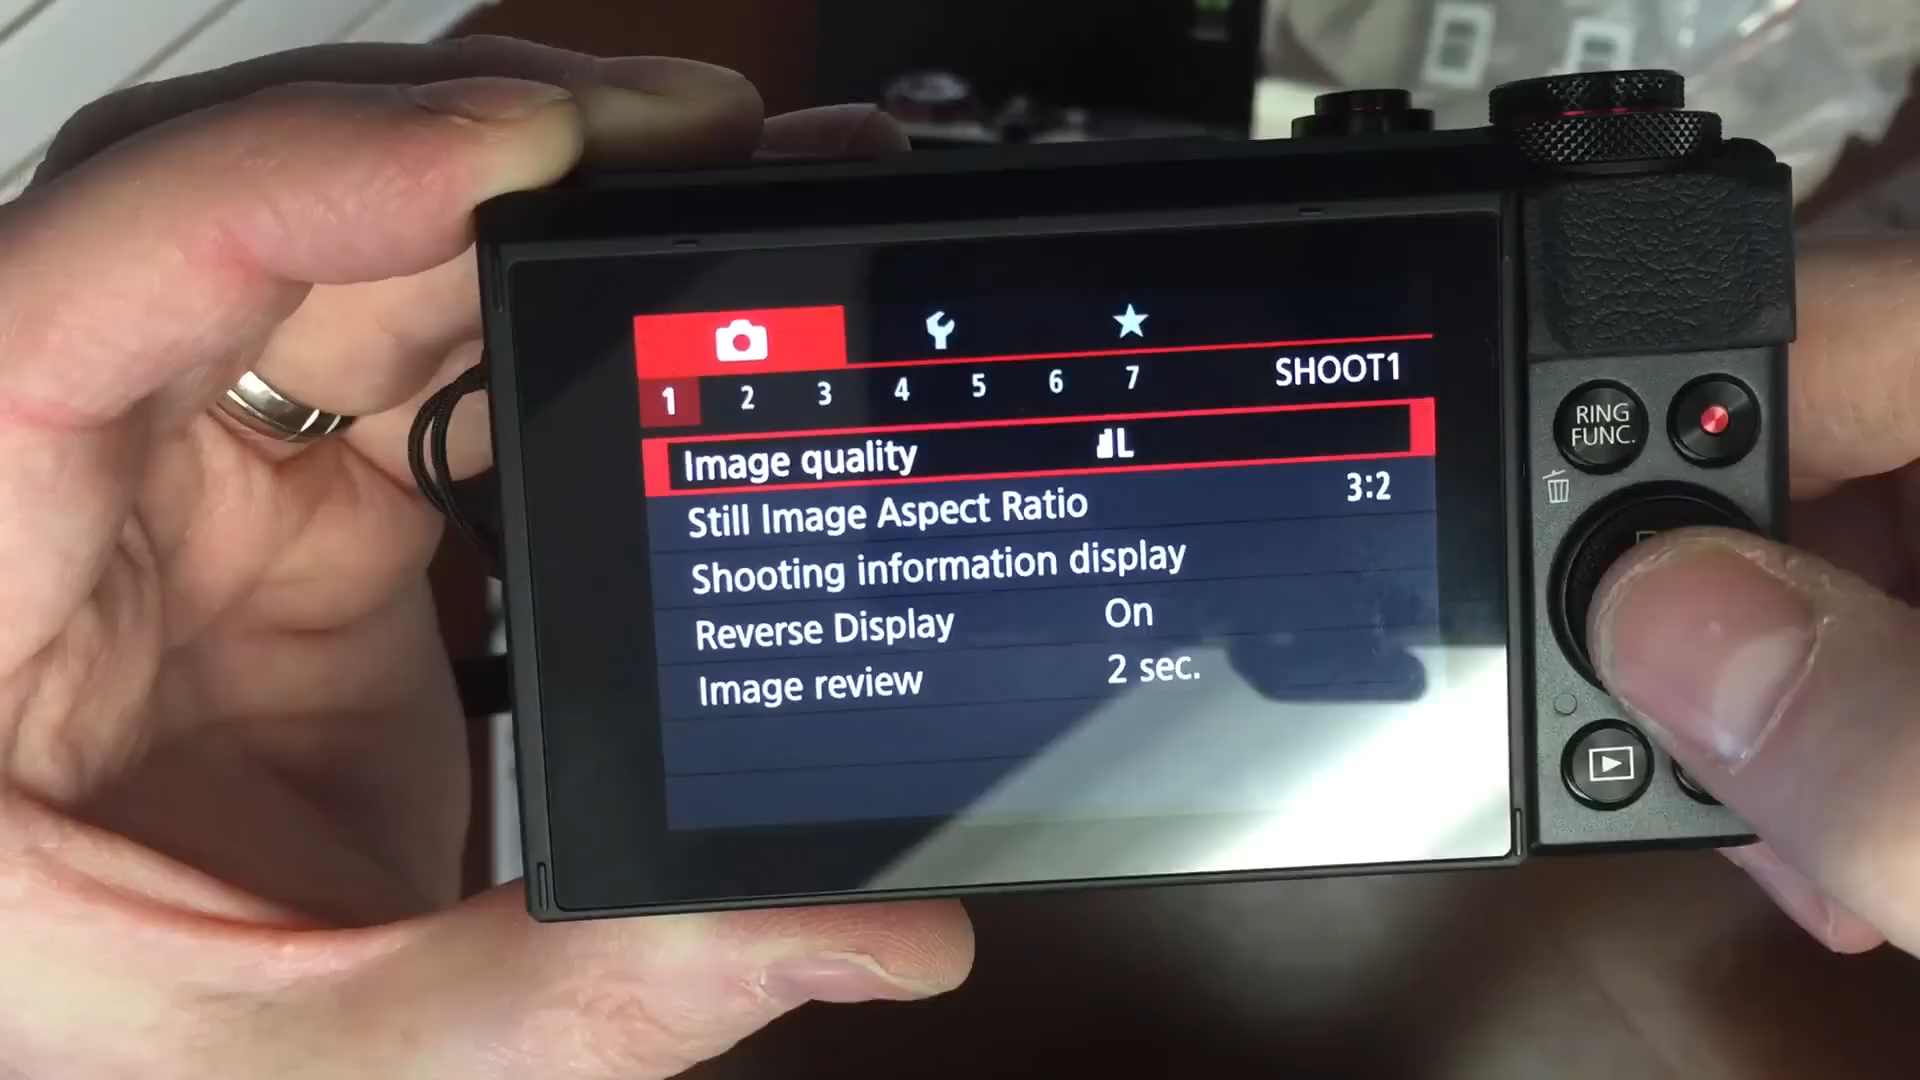 1 2 3 4 5 6 7 SHOOT1
Image quality L
Still Image Aspect Ratio 3:2
Shooting information display
Reverse Display On
Image review 2 sec.
RING
FUNC.